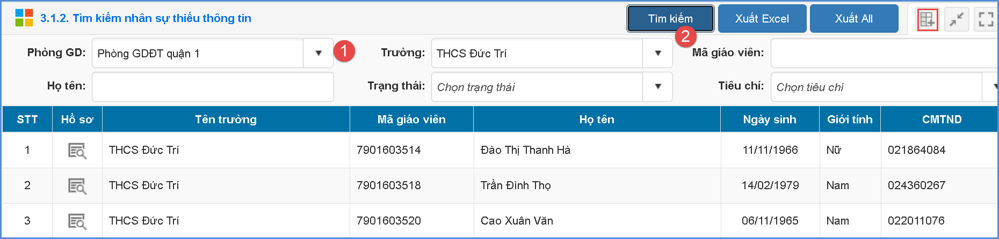 3.1.2. Tìm kiếm nhân sự thiếu thông tin Tìm kiếm Xuất Excel Xuất All
2
Phòng GD: Phòng GDĐT quận 1 1 Trường: THCS Đức Trí Mã giáo viên:
Họ tên: Trạng thái: Chọn trạng thái Tiêu chí: Chọn tiêu chí
STT Hồ sơ Tên trường Mã giáo viên Họ tên Ngày sinh Giới tính CMTND
1 THCS Đức Trí 7901603514 Đào Thị Thanh Hà 11/11/1966 Nữ 021864084
2 THCS Đức Trí 7901603518 Trần Đình Thọ 14/02/1979 Nam 024360267
3 THCS Đức Trí 7901603520 Cao Xuân Văn 06/11/1965 Nam 022011076